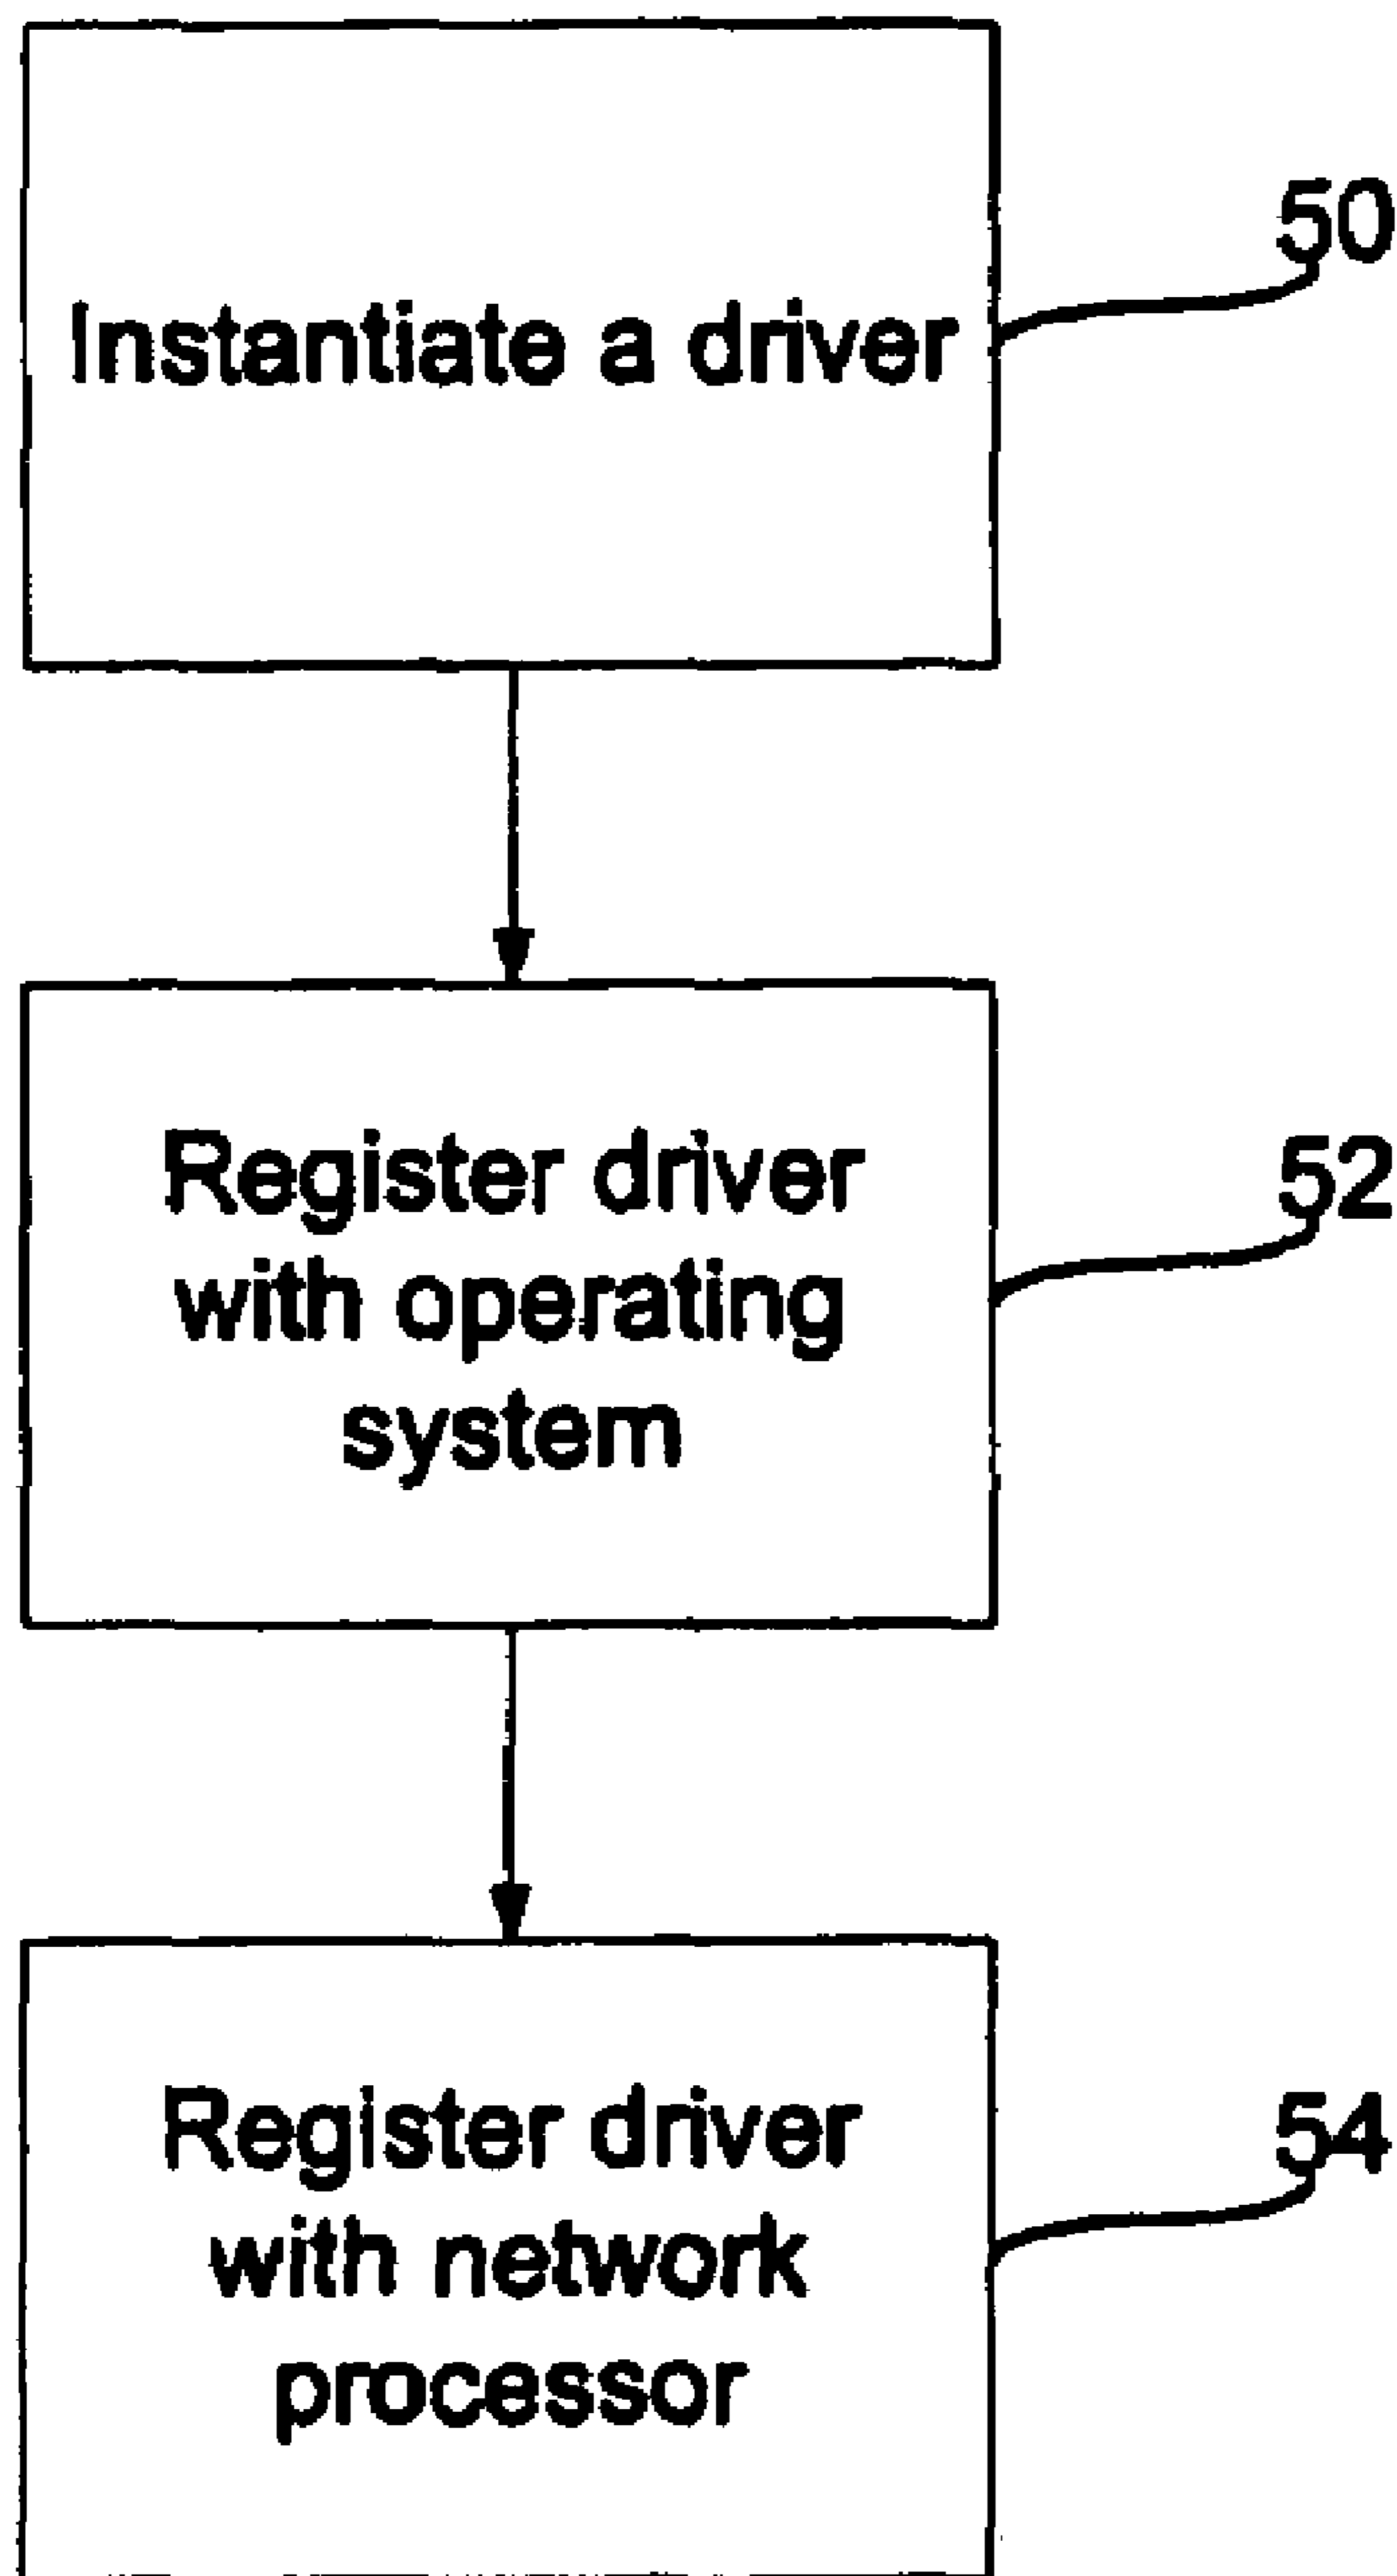 50
Instantiate a driver
52
Register driver
with operating
system
54
Register driver
with network
processor